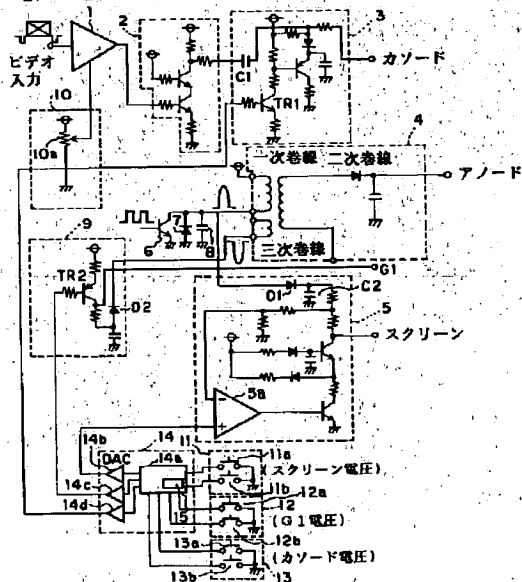 1
2
3
ビデオ
入力
C1
カソード
TR1
10
10a
4
一次巻線 二次巻線
アノード
三次巻線
6
7
8
9
TR2
D2
G1
D1
C2
5
スクリーン
5a
14
DAC
14a
14b
14c
14d
15
11
11a
(スクリーン電圧)
11b
12a
12
(G1電圧)
12b
13a
(カソード電圧)
13b
13